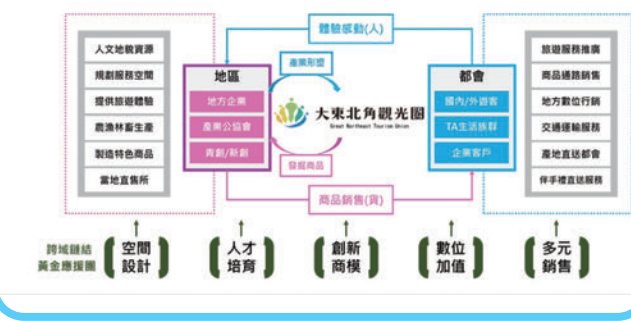 體驗感動(人)
人文地貌資源
規劃服務空間
提供旅遊體驗
農漁林畜生產
製造特色商品
當地直售所
地區
地方企業
產業公協會
青創/新創
產業形塑
大東北角觀光圈
Great Northeast Tourism Union
發掘商品
都會
國內/外遊客
TA生活族群
企業客戶
旅遊服務推廣
商品通路銷售
地方數位行銷
交通運輸服務
產地直送都會
伴手禮直送服務
商品銷售(貨)
跨域鏈結
黃金應援團
空間
設計
人才
培育
創新
商模
數位
加值
多元
銷售